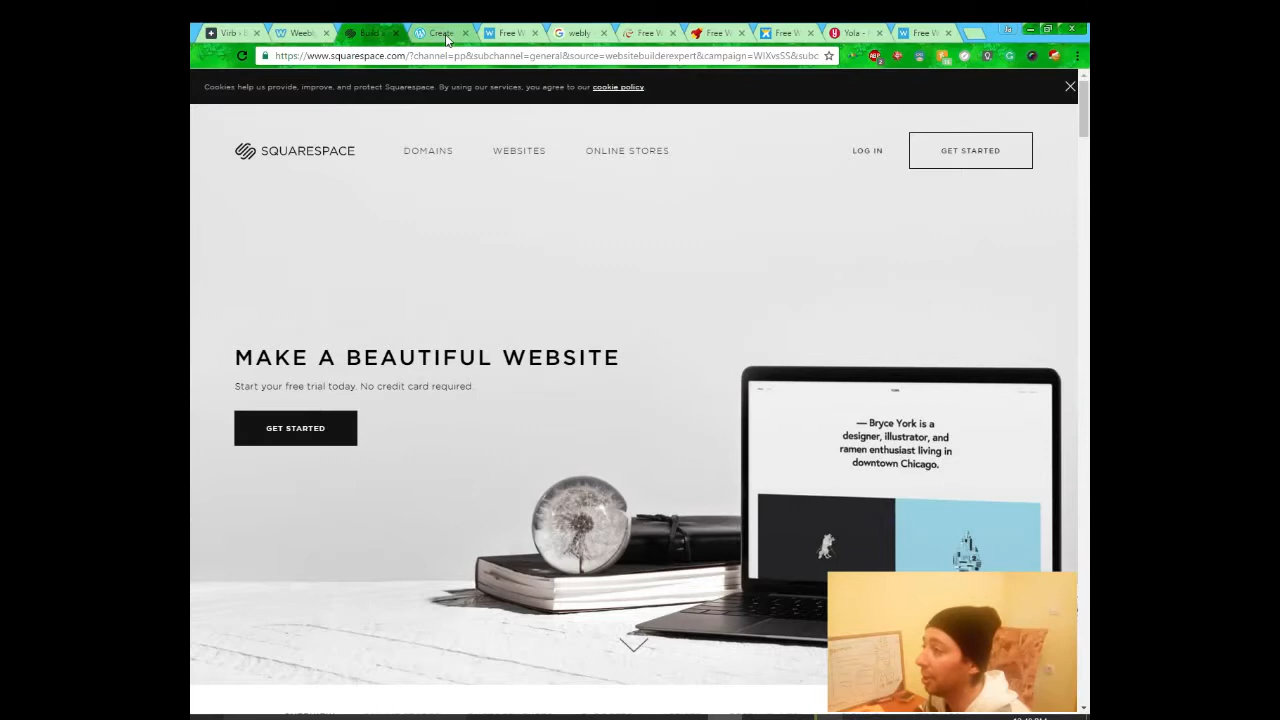 Virb -
Weebl
Build
Create
Free W
webly
Free W
Free W
Free W
Yola -
Free W
https://www.squarespace.com/?channel=pp&subchannel=general&source=websitebuilderexpert&campaign=WIXvsSS&subc
Cookies help us provide, improve, and protect Squarespace. By using our services, you agree to our cookie policy.
SQUARESPACE
DOMAINS
WEBSITES
ONLINE STORES
LOG IN
GET STARTED
MAKE A BEAUTIFUL WEBSITE
Start your free trial today. No credit card required.
GET STARTED
— Bryce York is a
designer, illustrator, and
ramen enthusiast living in
downtown Chicago.